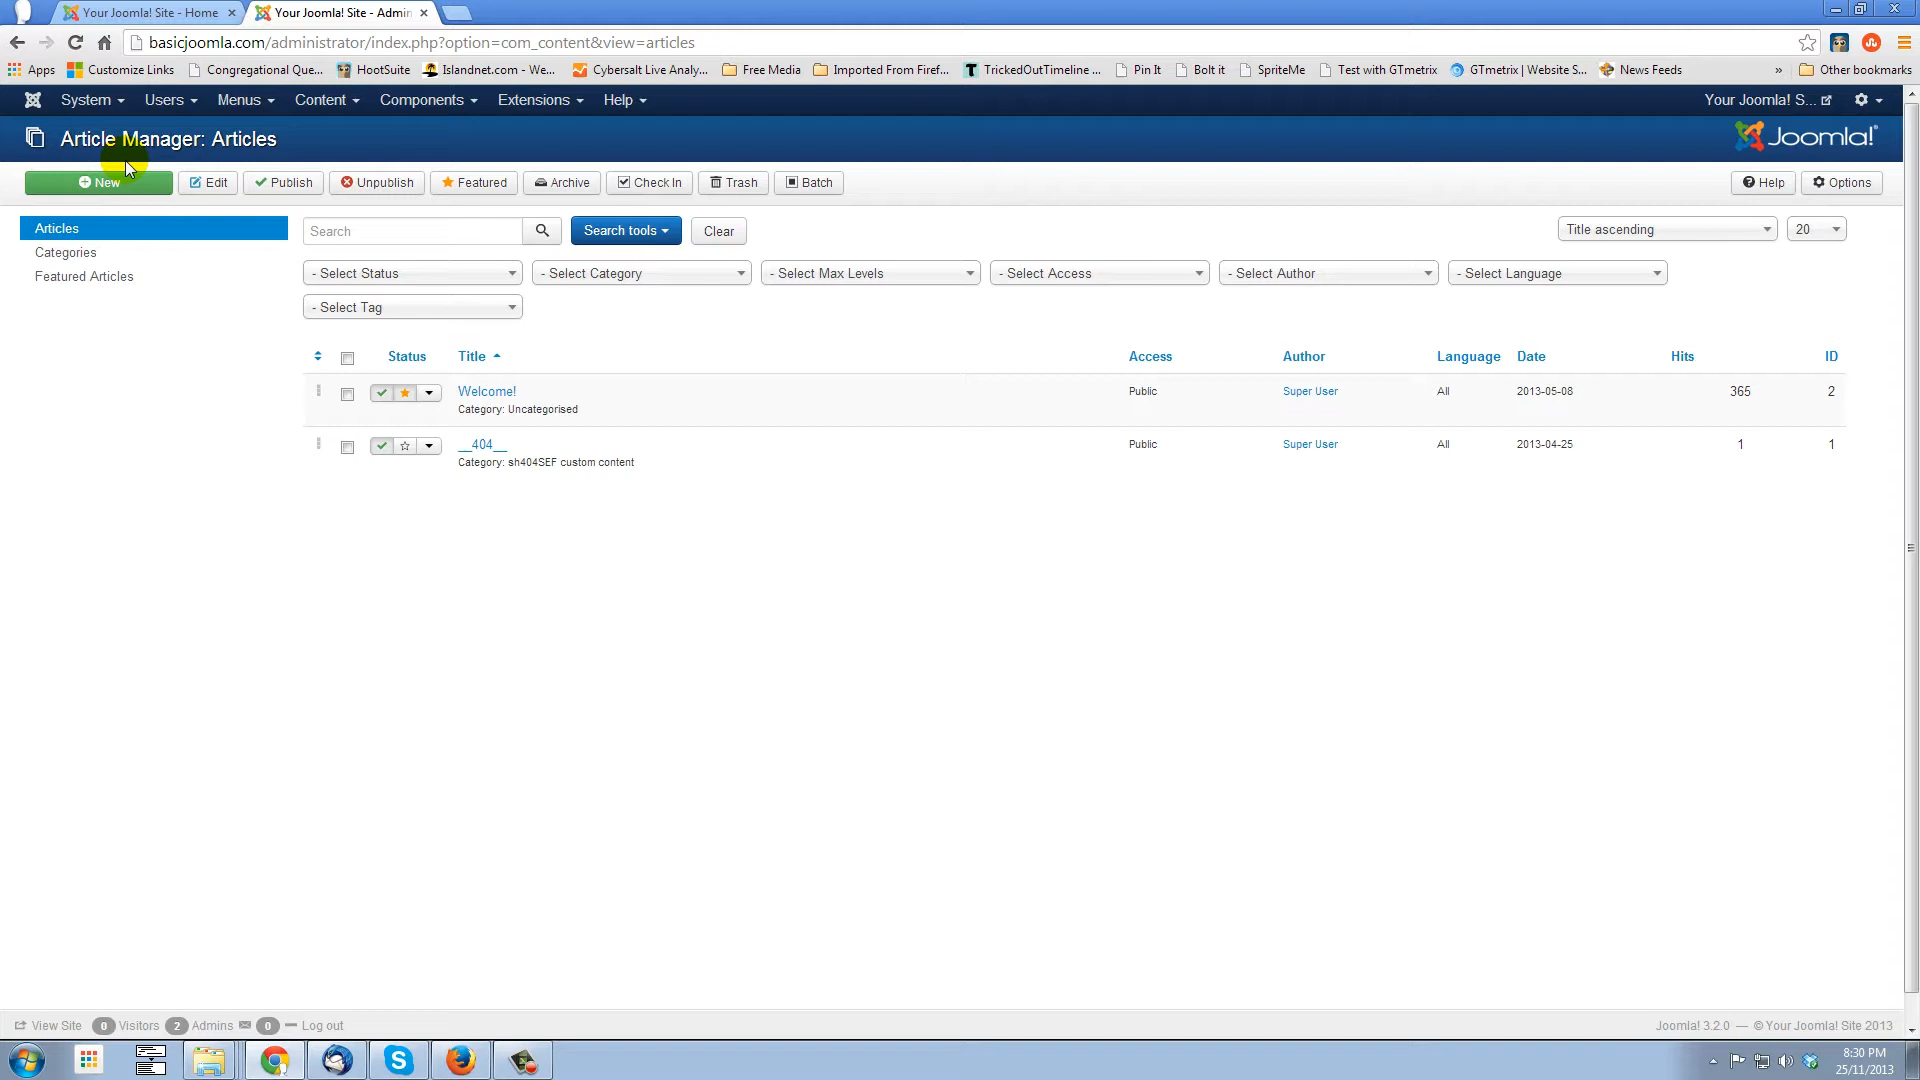 Your Joomla! Site - Home
Your Joomla! Site - Admin
basicjoomla.com/administrator/index.php?option=com_content&view=articles
Apps Customize Links Congregational Que... HootSuite Islandnet.com - We... Cybersalt Live Analy... Free Media Imported From Firef... TrickedOutTimeline ... Pin It Bolt it SpriteMe Test with GTmetrix GTmetrix | Website S... News Feeds » Other bookmarks
System Users Menus Content Components Extensions Help Your Joomla! S...
Article Manager: Articles Joomla!
New Edit Publish Unpublish Featured Archive Check In Trash Batch Help Options
Articles
Categories
Featured Articles
Search Search tools Clear Title ascending 20
- Select Status - Select Category - Select Max Levels - Select Access - Select Author - Select Language
- Select Tag
Status Title Access Author Language Date Hits ID
Welcome! Public Super User All 2013-05-08 365 2
Category: Uncategorised
__404__ Public Super User All 2013-04-25 1 1
Category: sh404SEF custom content
View Site 0 Visitors 2 Admins 0 Log out Joomla! 3.2.0 — © Your Joomla! Site 2013
8:30 PM
25/11/2013